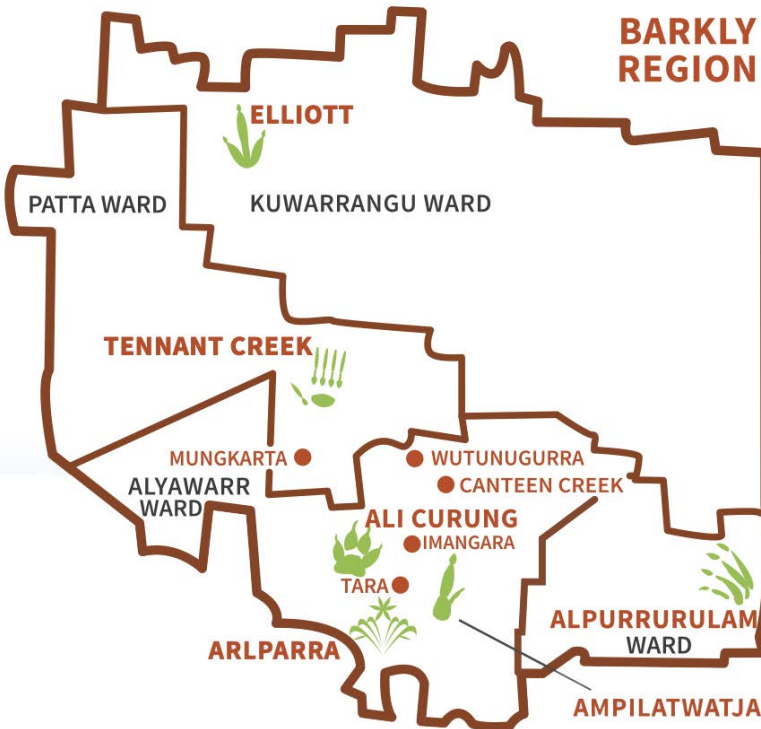 BARKLY
REGION
ELLIOTT
PATTA WARD
KUWARRANGU WARD
TENNANT CREEK
MUNGKARTA
WUTUNUGURRA
ALYAWARR
WARD
CANTEEN CREEK
ALI CURUNG
IMANGARA
TARA
ALPURRURULAM
WARD
ARLPARRA
AMPILATWATJA